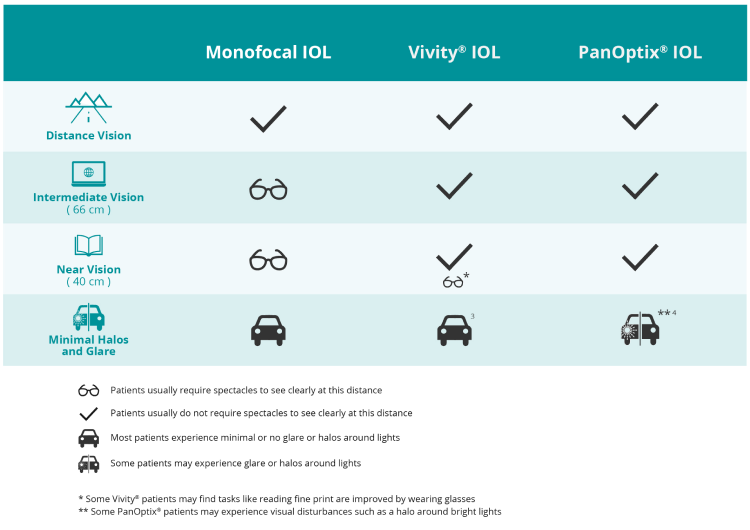 Monofocal IOL Vivity® IOL PanOptix® IOL
Distance Vision
Intermediate Vision
( 66 cm )
Near Vision
( 40 cm )
*
Minimal Halos
and Glare
3
** 4
Patients usually require spectacles to see clearly at this distance
Patients usually do not require spectacles to see clearly at this distance
Most patients experience minimal or no glare or halos around lights
Some patients may experience glare or halos around lights
* Some Vivity® patients may find tasks like reading fine print are improved by wearing glasses
** Some PanOptix® patients may experience visual disturbances such as a halo around bright lights